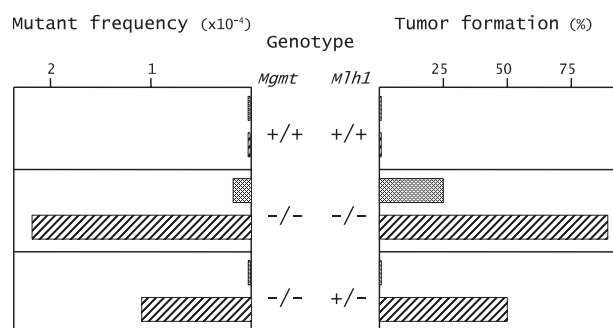 Mutant frequency (x10-4)
Tumor formation (%)
Genotype
2 1
25 50 75
Mgmt Mlh1
+/+ +/+
-/- -/-
-/- +/-